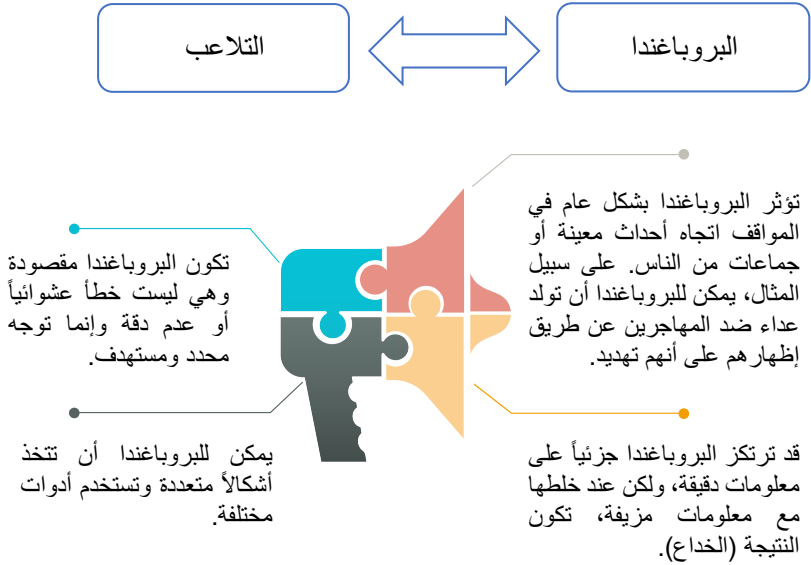 البروباغندا
التلاعب
تؤثر البروباغندا بشكل عام في
المواقف اتجاه أحداث معينة أو
جماعات من الناس. على سبيل
المثال، يمكن للبروباغندا أن تولد
عداء ضد المهاجرين عن طريق
إظهارهم على أنهم تهديد.
تكون البروباغندا مقصودة
وهي ليست خطأ عشوائياً
أو عدم دقة وإنما توجه
محدد ومستهدف.
قد ترتكز البروباغندا جزئياً على
معلومات دقيقة، ولكن عند خلطها
مع معلومات مزيفة، تكون
النتيجة (الخداع).
يمكن للبروباغندا أن تتخذ
أشكالاً متعددة وتستخدم أدوات
مختلفة.